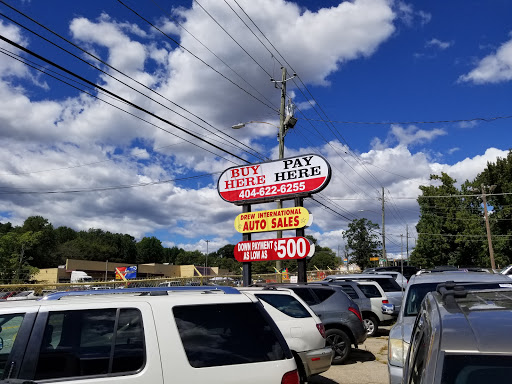 BUY PAY
HERE HERE
404-622-6255
DREW INTERNATIONAL
AUTO SALES
DOWN PAYMENT
AS LOW AS $500